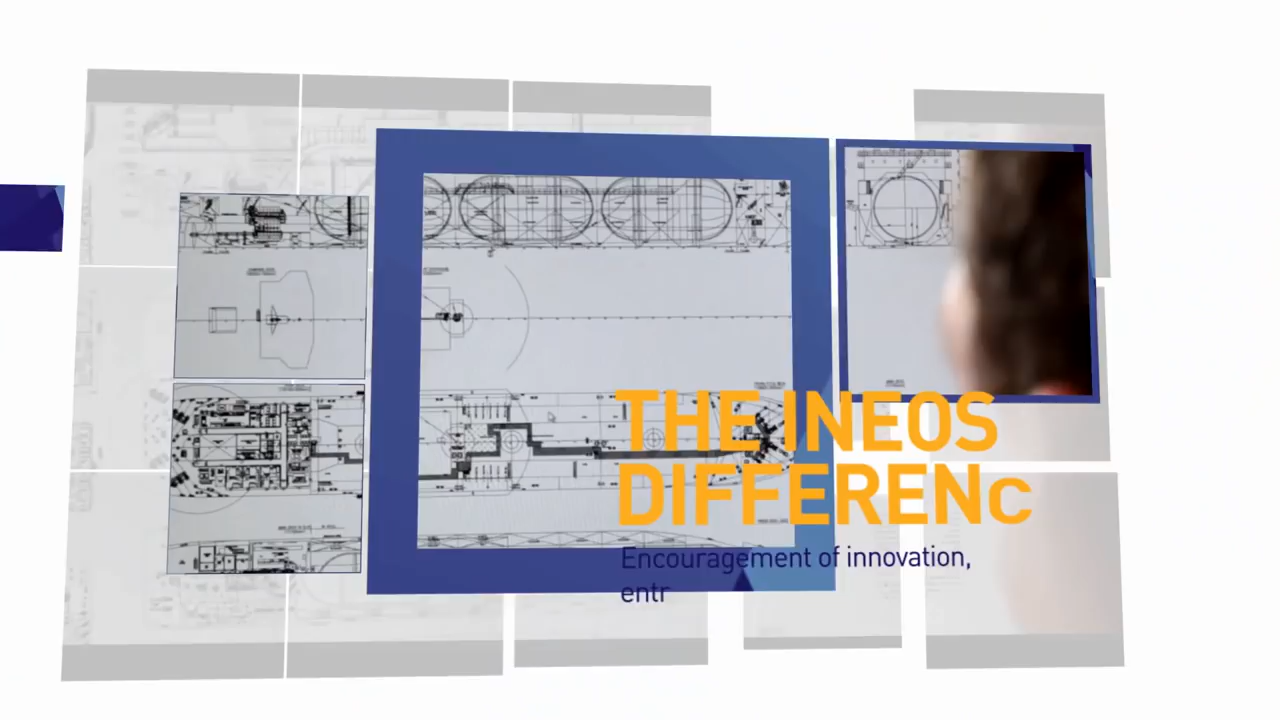 THE INEOS
DIFFERENC
Encouragement of innovation,
entr